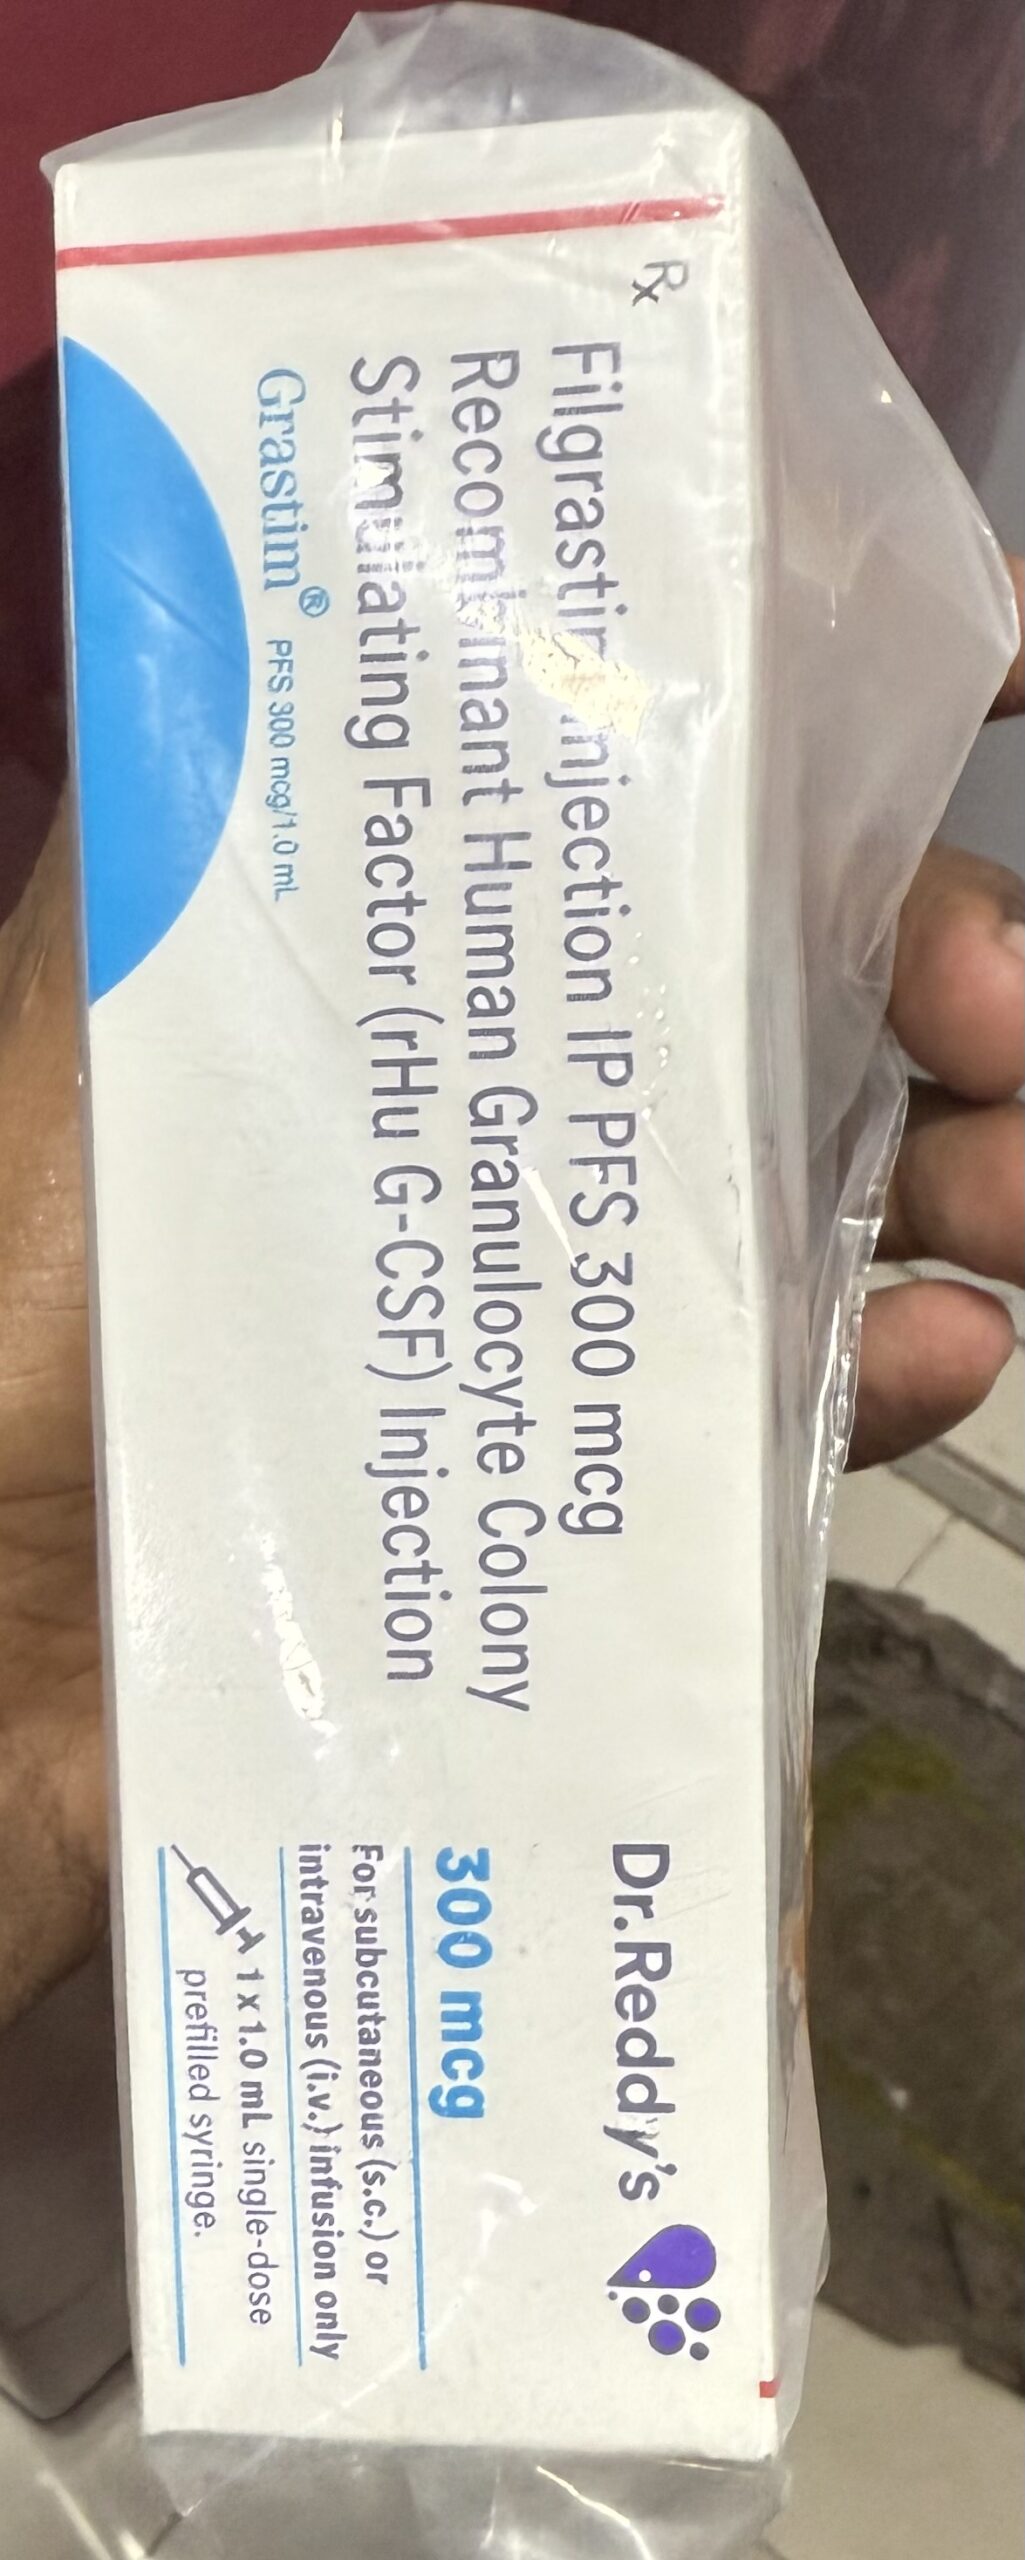 Rx
Filgrastim Injection IP PFS 300 mcg
Recombinant Human Granulocyte Colony
Stimulating Factor (rHu G-CSF) Injection
Grastim® PFS 300 mcg/1.0 mL
Dr.Reddy's
300 mcg
For subcutaneous (s.c.) or
intravenous (i.v.) infusion only
1 x 1.0 mL single-dose
prefilled syringe.